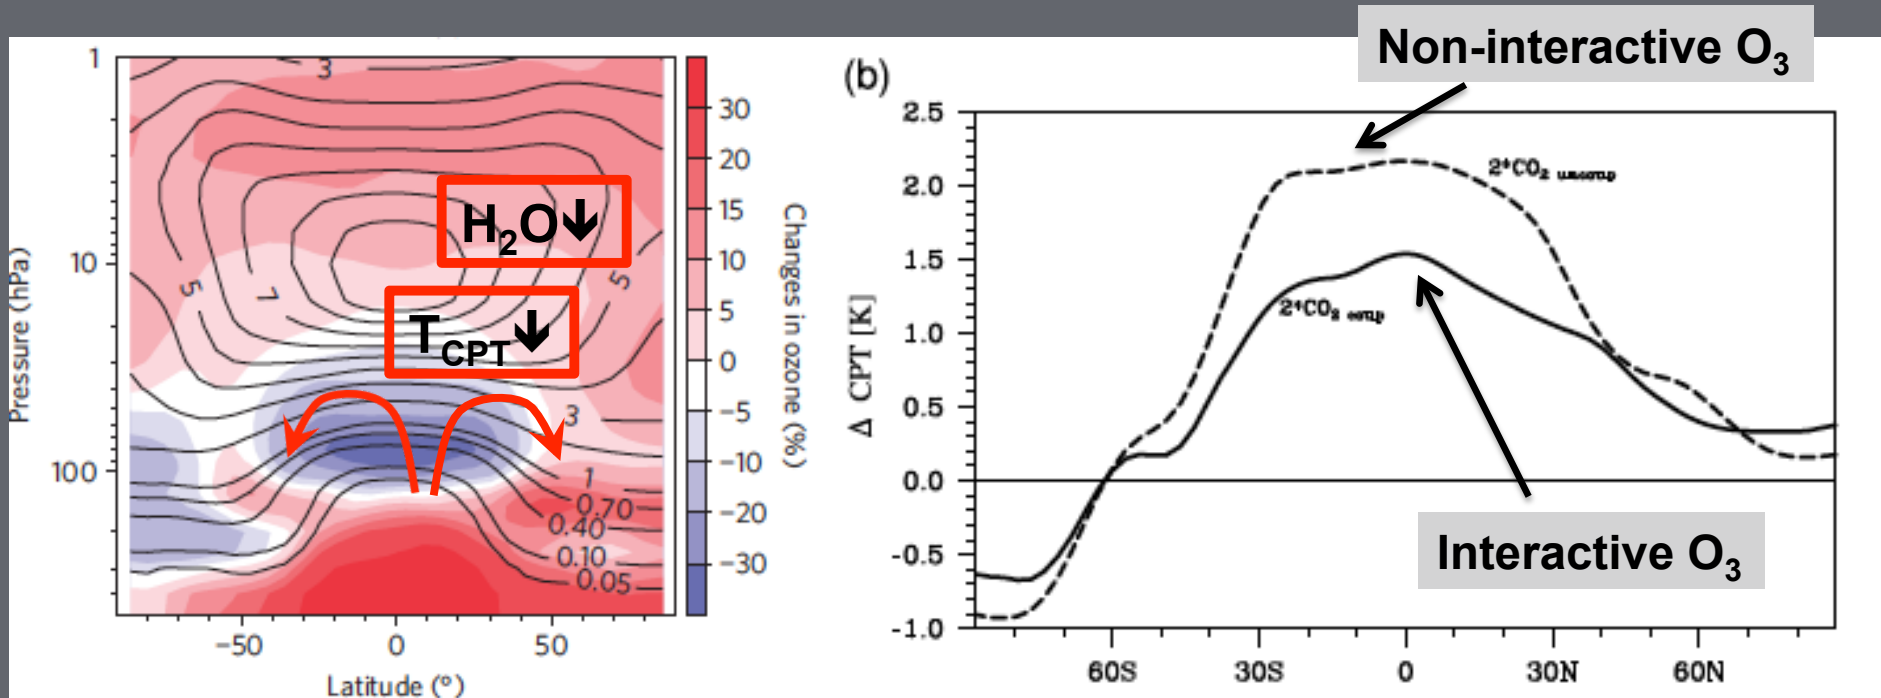 Non-interactive O₃
(b)
1
10
100
Pressure (hPa)
−50
0
50
Latitude (°)
3
5
7
5
3
1
0.70
0.40
0.10
0.05
H₂O↓
T_CPT↓
30
20
15
10
5
0
−5
−10
−20
−30
Changes in ozone (%)
2.5
2.0
1.5
1.0
0.5
0.0
-0.5
-1.0
Δ CPT [K]
2*CO₂ uncoup
2*CO₂ coup
Interactive O₃
60S
30S
0
30N
60N